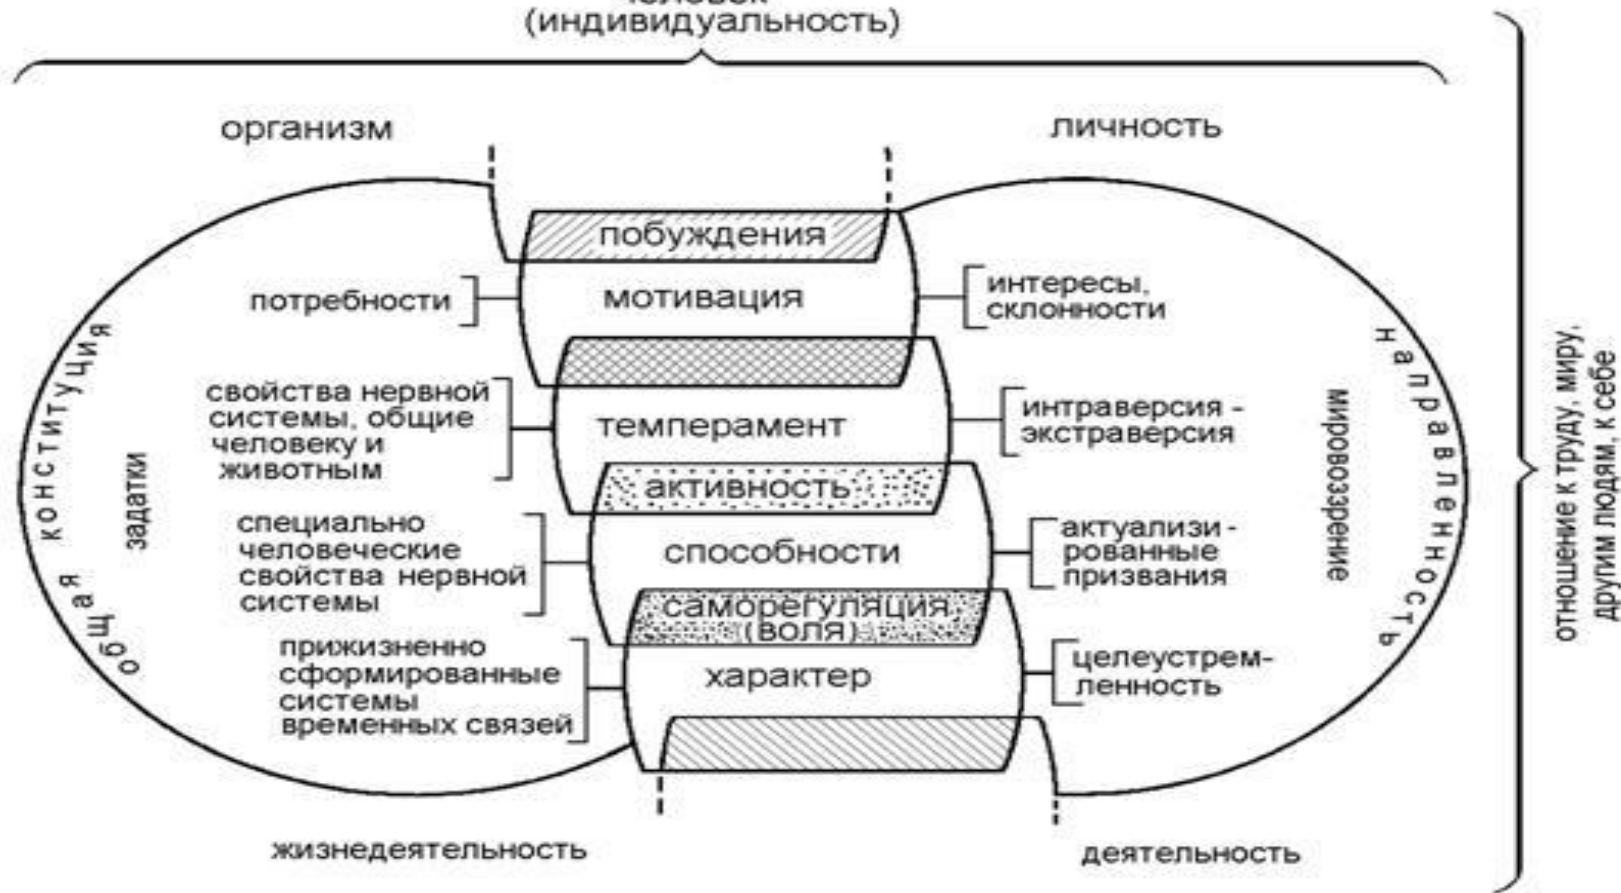 человек
(индивидуальность)
организм
личность
побуждения
потребности
мотивация
интересы,
склонности
свойства нервной
системы, общие
человеку и
животным
темперамент
интраверсия -
экстраверсия
активность
специально
человеческие
свойства нервной
системы
способности
актуализи -
рованные
призвания
саморегуляция
(воля)
прижизненно
сформированные
системы
временных связей
характер
целеустрем-
ленность
общая конституция
задатки
мировоззрение
направленность
жизнедеятельность
деятельность
отношение к труду, миру,
другим людям, к себе